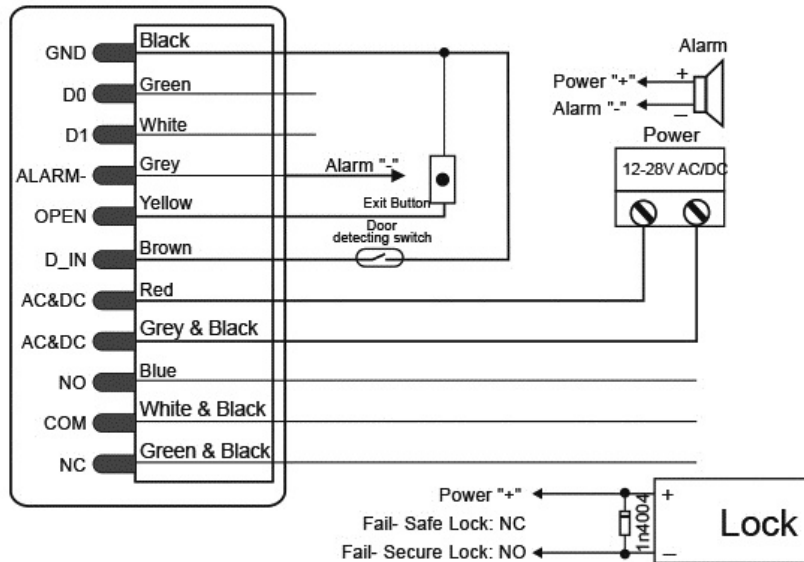 GND Black
D0 Green
D1 White
ALARM- Grey Alarm "-"
OPEN Yellow Exit Button
Door
detecting switch
D_IN Brown
AC&DC Red
AC&DC Grey & Black
NO Blue
COM White & Black
NC Green & Black
Alarm
Power "+" +
Alarm "-" –
Power
12-28V AC/DC
Power "+" +
Fail- Safe Lock: NC
Fail- Secure Lock: NO –
1n4004
Lock